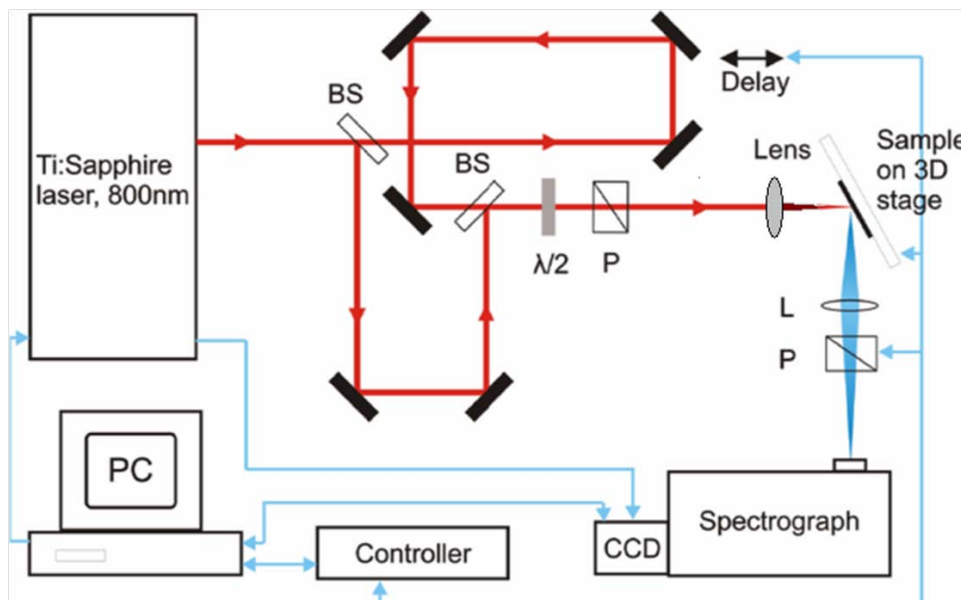 BS
Delay
Ti:Sapphire
laser, 800nm
BS
Lens
Sample
on 3D
stage
λ/2
P
L
P
PC
Spectrograph
CCD
Controller